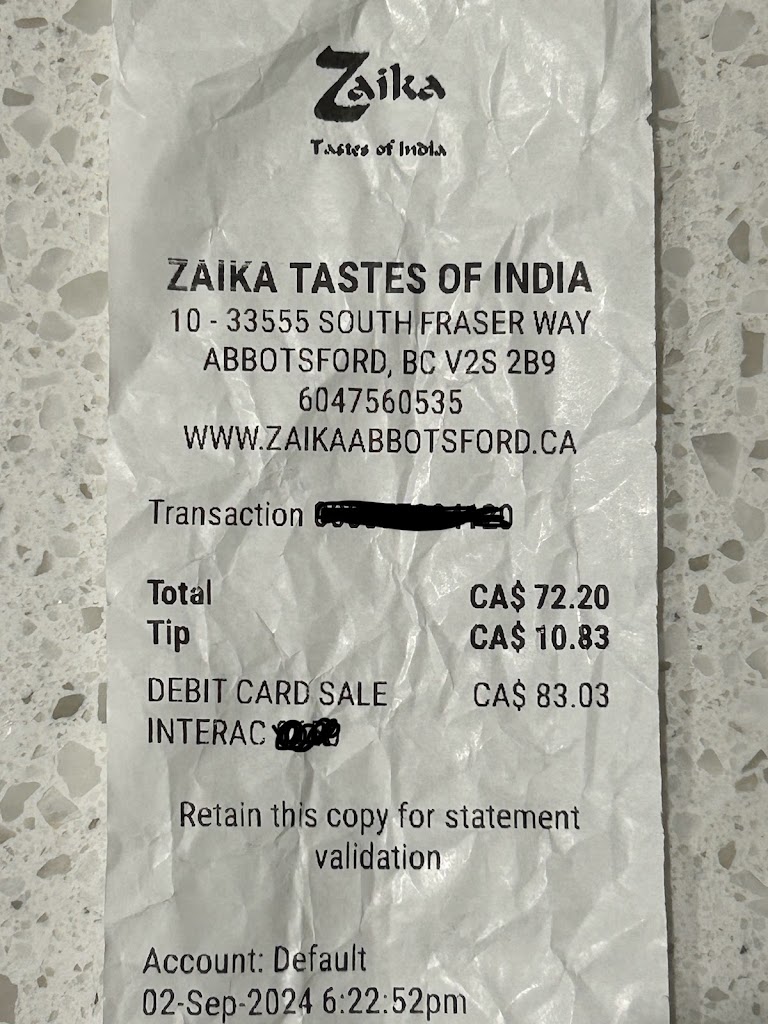 Zaika
Tastes of India
ZAIKA TASTES OF INDIA
10 - 33555 SOUTH FRASER WAY
ABBOTSFORD, BC V2S 2B9
6047560535
WWW.ZAIKAABBOTSFORD.CA
Transaction
Total CA$ 72.20
Tip CA$ 10.83
DEBIT CARD SALE CA$ 83.03
INTERAC
Retain this copy for statement
validation
Account: Default
02-Sep-2024 6:22:52pm